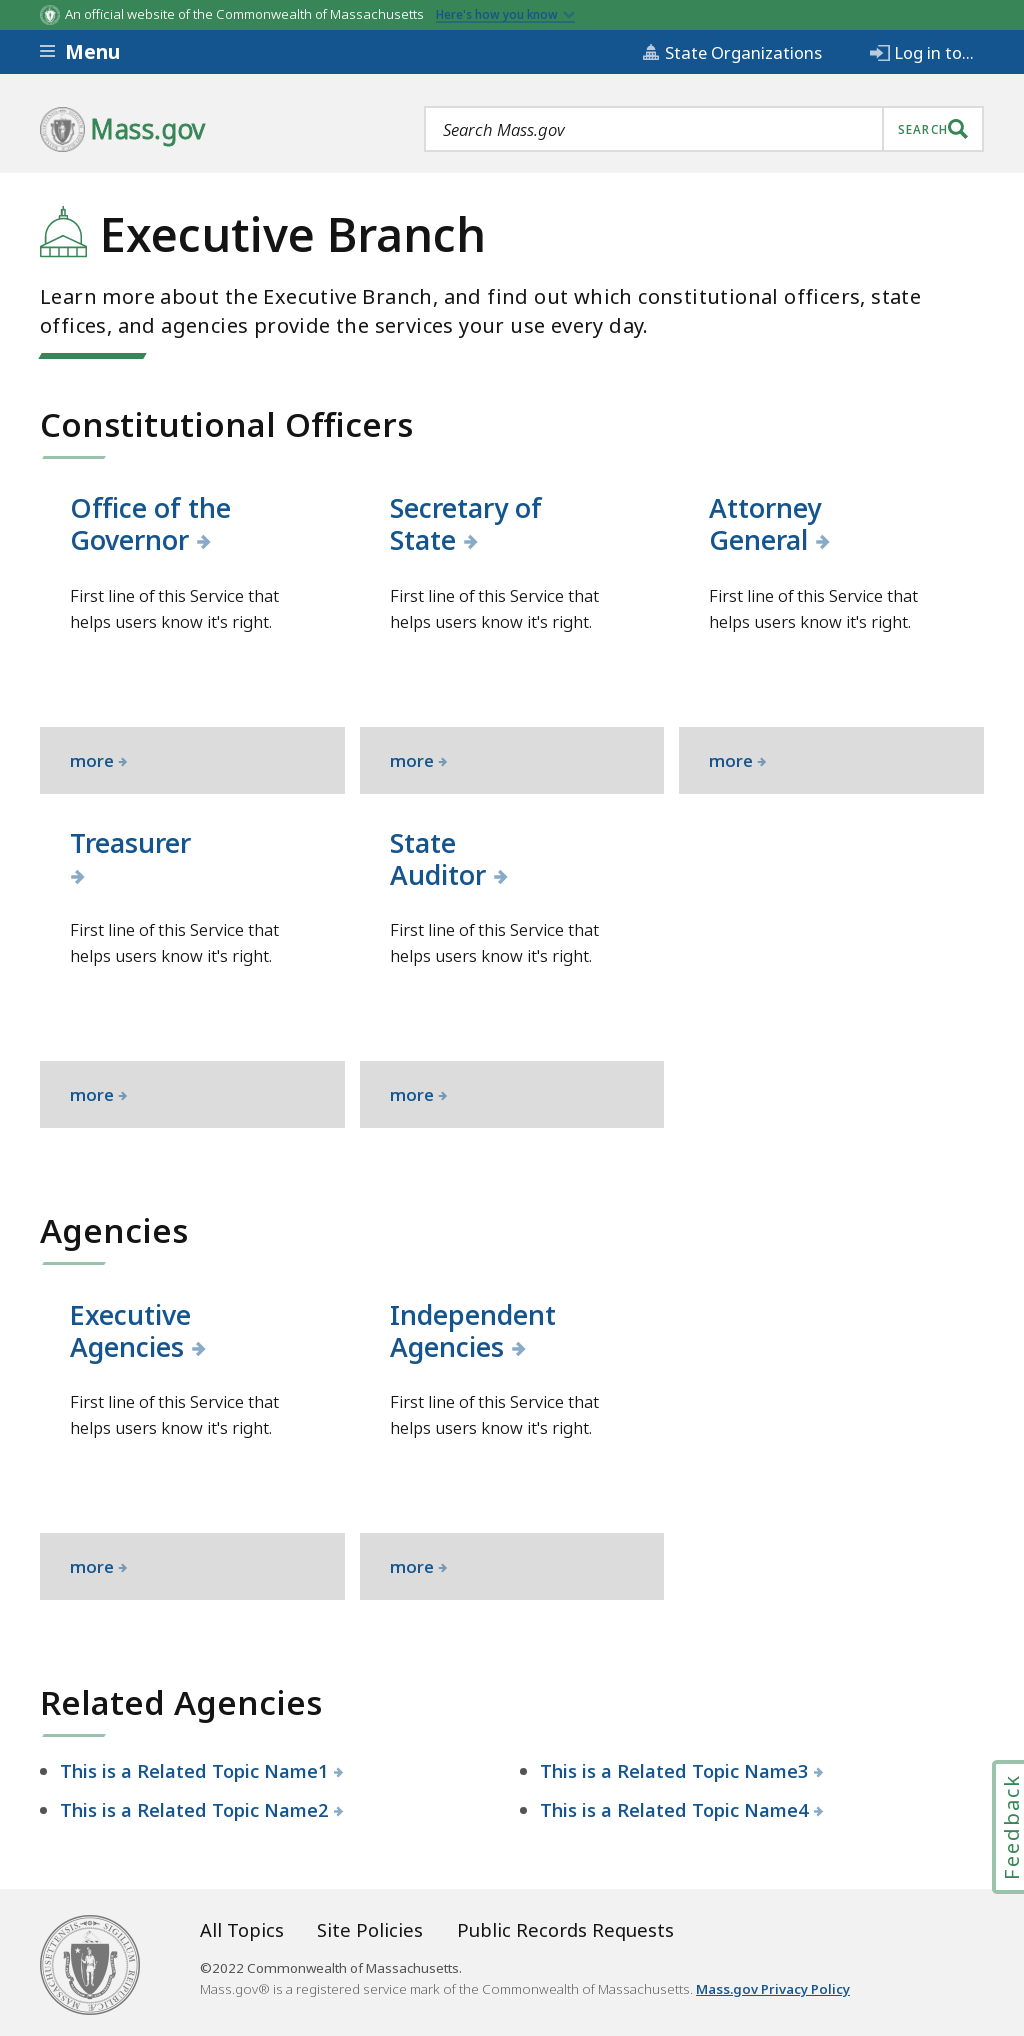 An official website of the Commonwealth of Massachusetts Here's how you know
Menu
State Organizations
Log in to...
Mass.gov
Search Mass.gov
SEARCH
Executive Branch
Learn more about the Executive Branch, and find out which constitutional officers, state
offices, and agencies provide the services your use every day.
Constitutional Officers
Office of the
Governor
First line of this Service that
helps users know it's right.
more
Secretary of
State
First line of this Service that
helps users know it's right.
more
Attorney
General
First line of this Service that
helps users know it's right.
more
Treasurer
First line of this Service that
helps users know it's right.
more
State
Auditor
First line of this Service that
helps users know it's right.
more
Agencies
Executive
Agencies
First line of this Service that
helps users know it's right.
more
Independent
Agencies
First line of this Service that
helps users know it's right.
more
Related Agencies
This is a Related Topic Name1
This is a Related Topic Name2
This is a Related Topic Name3
This is a Related Topic Name4
Feedback
All Topics
Site Policies
Public Records Requests
©2022 Commonwealth of Massachusetts.
Mass.gov® is a registered service mark of the Commonwealth of Massachusetts. Mass.gov Privacy Policy